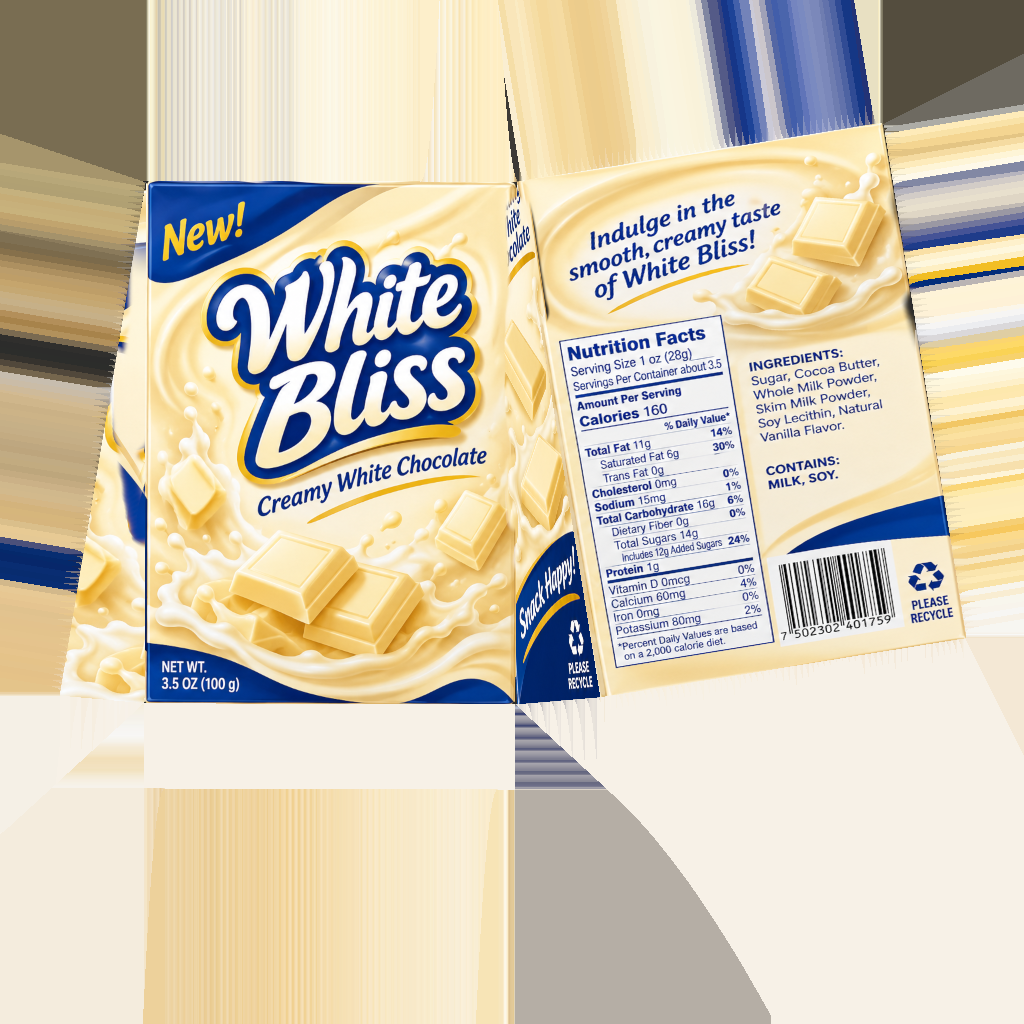 New!
White
Bliss
Creamy White Chocolate
NET WT.
3.5 OZ (100 g)
Snack Happy!
PLEASE
RECYCLE
Indulge in the
smooth, creamy taste
of White Bliss!
Nutrition Facts
Serving Size 1 oz (28g)
Servings Per Container about 3.5
Amount Per Serving
Calories 160
% Daily Value*
Total Fat 11g 14%
Saturated Fat 6g 30%
Trans Fat 0g
Cholesterol 0mg 0%
Sodium 15mg 1%
Total Carbohydrate 16g 6%
Dietary Fiber 0g 0%
Total Sugars 14g
Includes 12g Added Sugars 24%
Protein 1g
Vitamin D 0mcg 0%
Calcium 60mg 4%
Iron 0mg 0%
Potassium 80mg 2%
*Percent Daily Values are based
on a 2,000 calorie diet.
INGREDIENTS:
Sugar, Cocoa Butter,
Whole Milk Powder,
Skim Milk Powder,
Soy Lecithin, Natural
Vanilla Flavor.
CONTAINS:
MILK, SOY.
7 502302 401759
PLEASE
RECYCLE